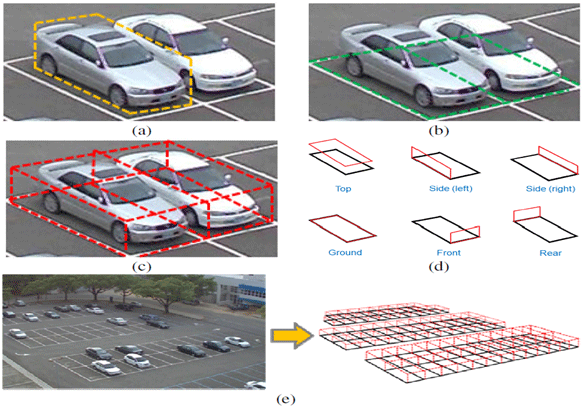 (a)
(b)
Top
Side (left)
Side (right)
(c)
Ground
Front
Rear
(d)
(e)